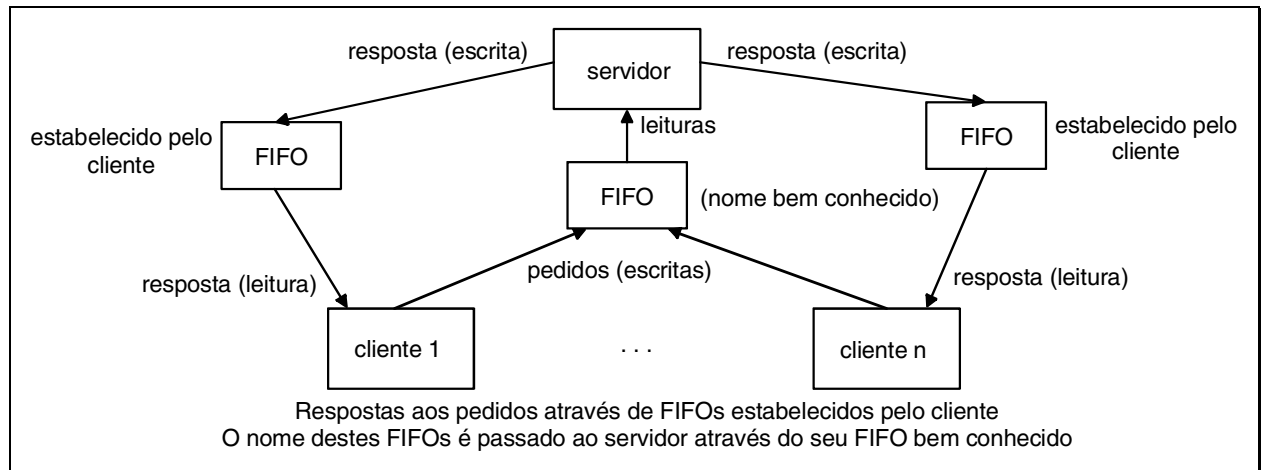 resposta (escrita)
servidor
resposta (escrita)
estabelecido pelo
cliente
FIFO
leituras
FIFO
estabelecido pelo
cliente
FIFO
(nome bem conhecido)
resposta (leitura)
pedidos (escritas)
resposta (leitura)
cliente 1
. . .
cliente n
Respostas aos pedidos através de FIFOs estabelecidos pelo cliente
O nome destes FIFOs é passado ao servidor através do seu FIFO bem conhecido